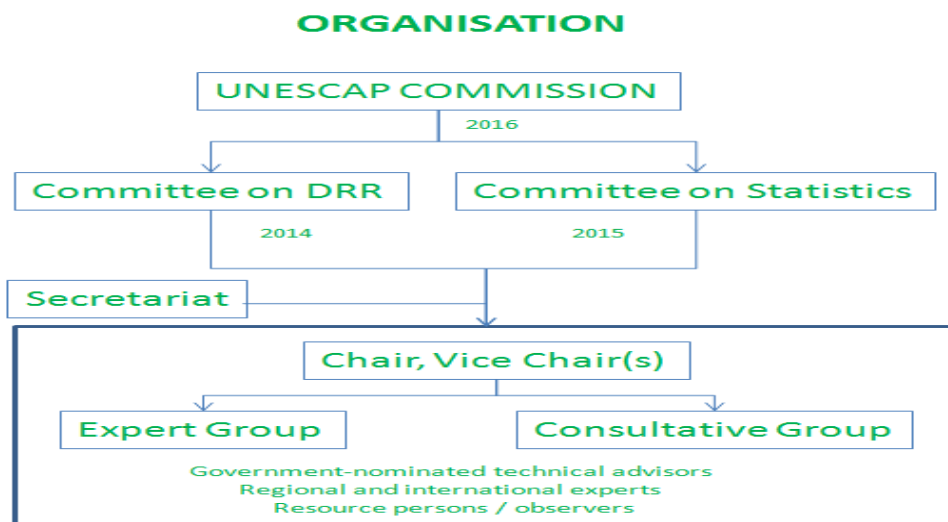 ORGANISATION
UNESCAP COMMISSION
2016
Committee on DRR
Committee on Statistics
2014
2015
Secretariat
Chair, Vice Chair(s)
Expert Group
Consultative Group
Government-nominated technical advisors
Regional and international experts
Resource persons / observers